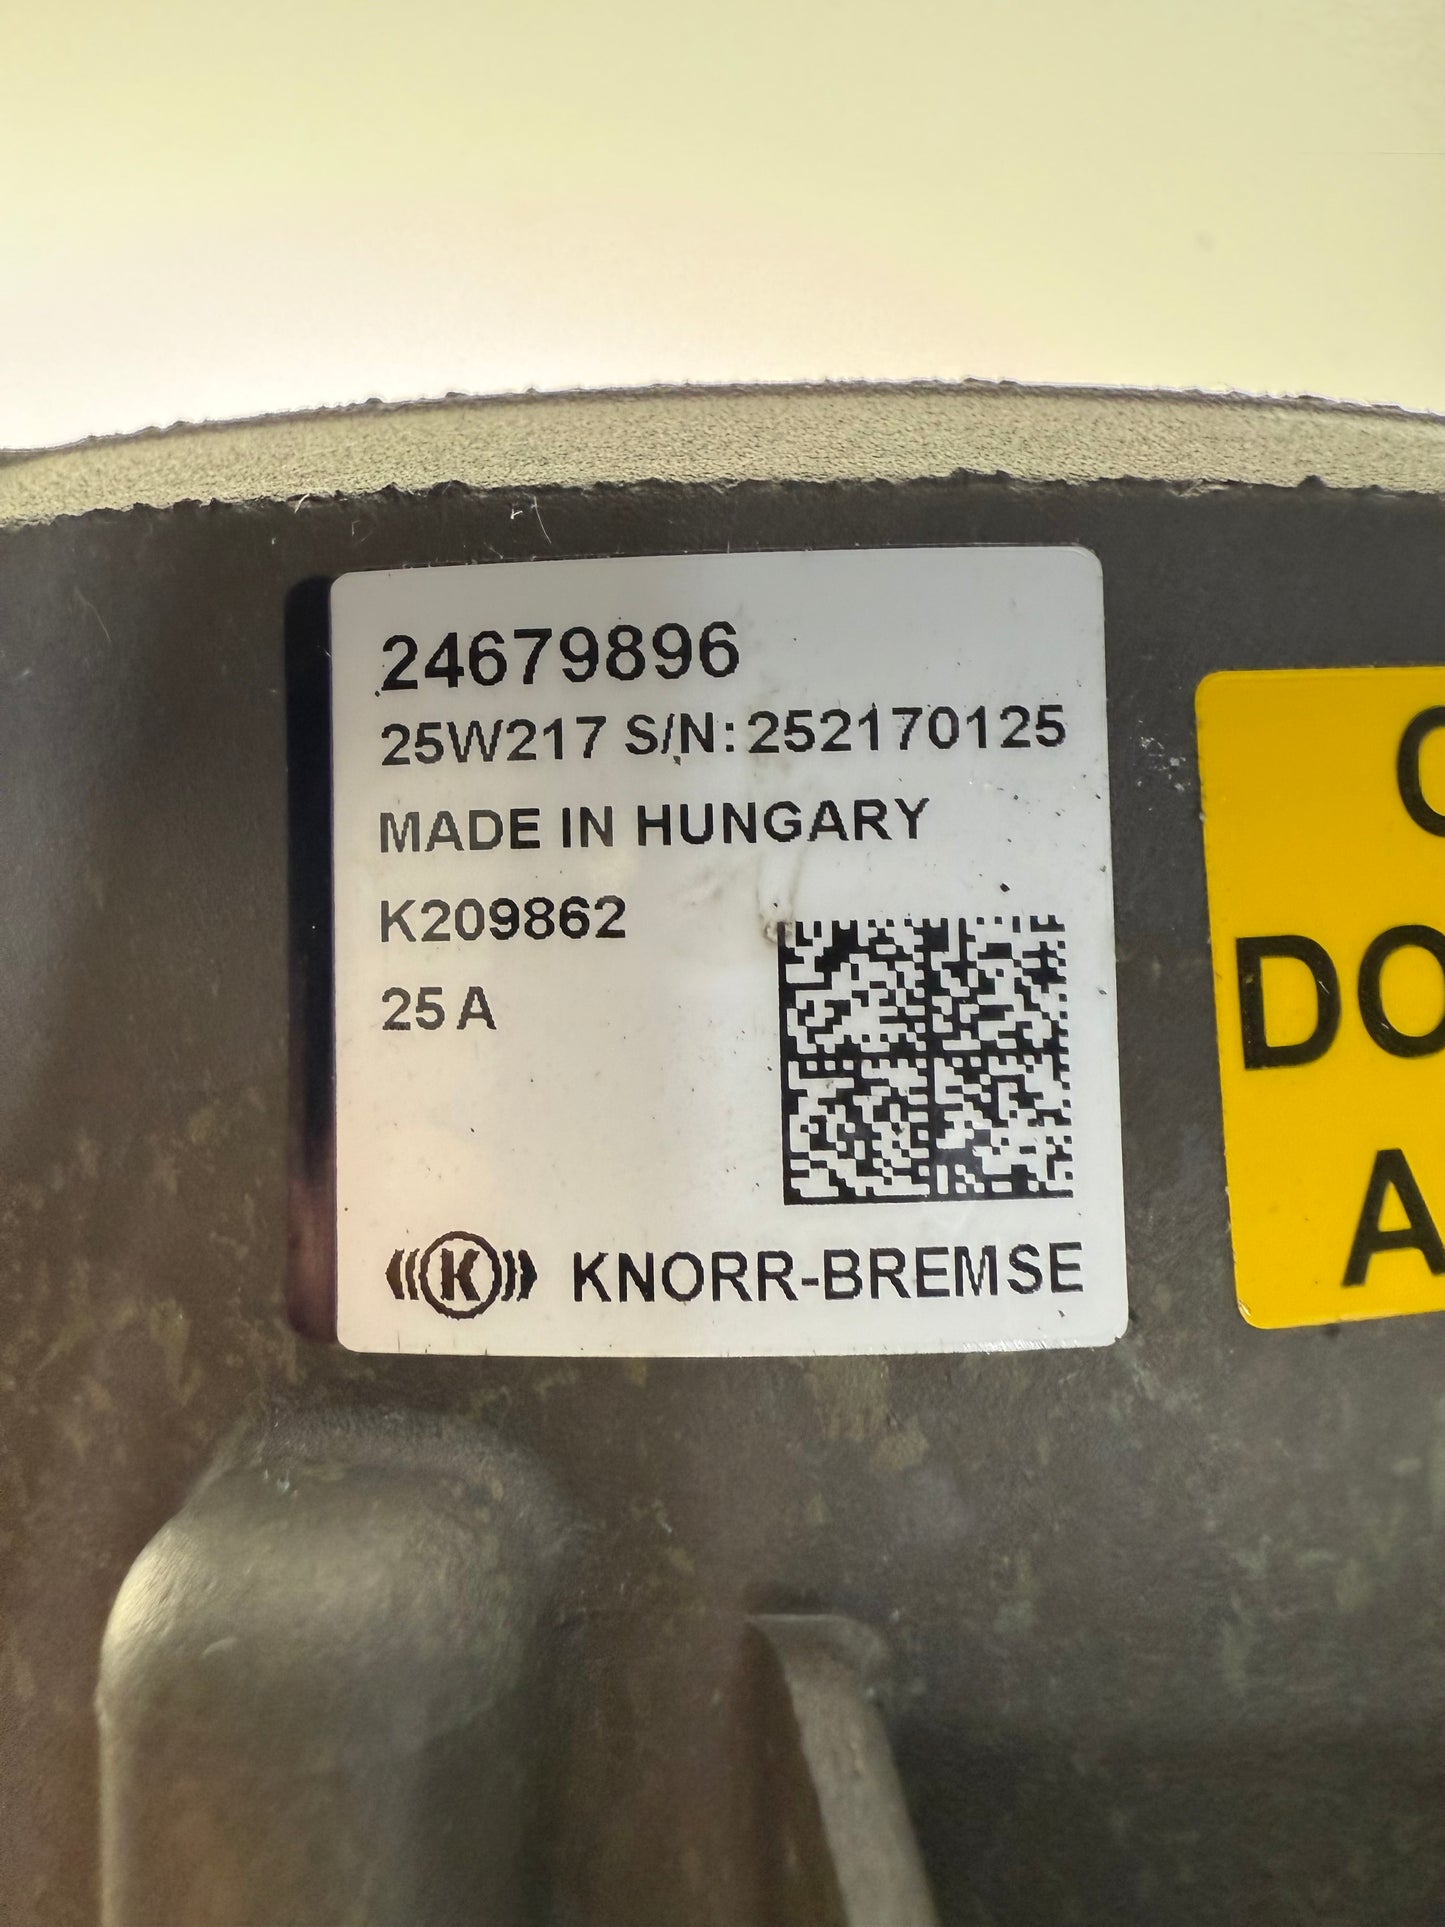 24679896
25W217 S/N:252170125
MADE IN HUNGARY
K209862
25 A
K KNORR-BREMSE
DO
A